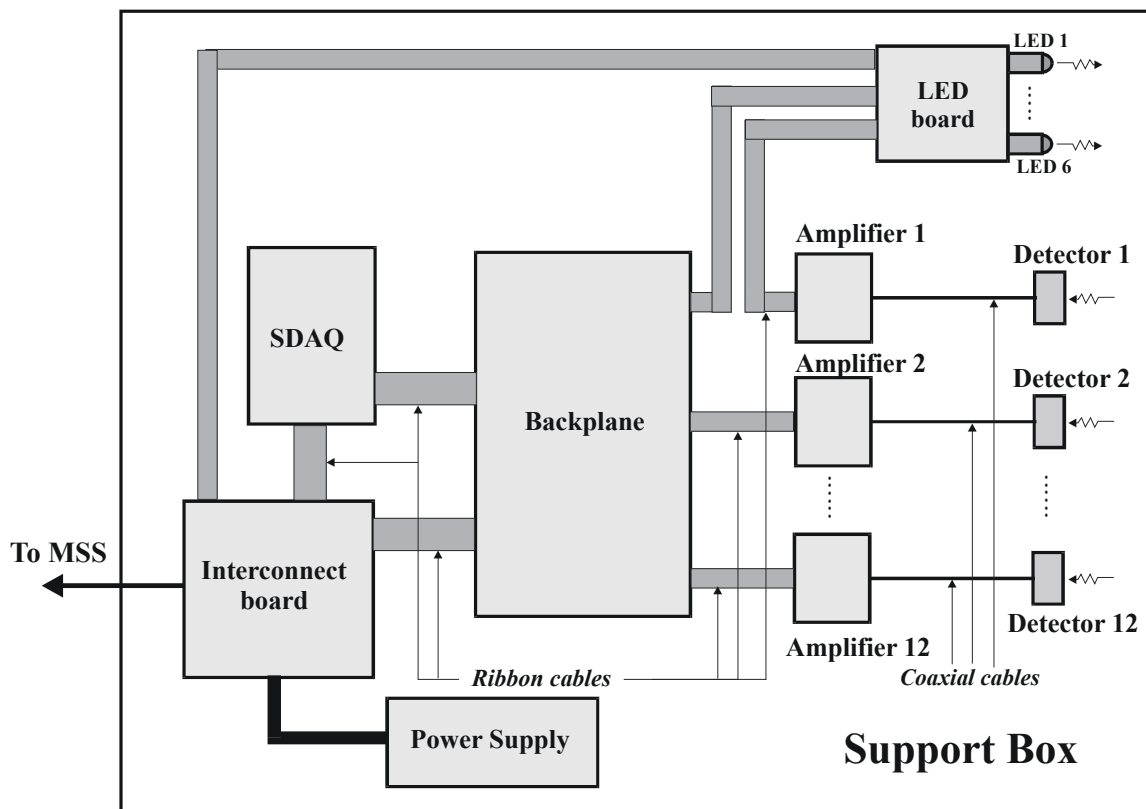 LED 1
LED
board
LED 6
Amplifier 1
Detector 1
SDAQ
Amplifier 2
Detector 2
Backplane
To MSS
Interconnect
board
Amplifier 12
Detector 12
Ribbon cables
Coaxial cables
Power Supply
Support Box